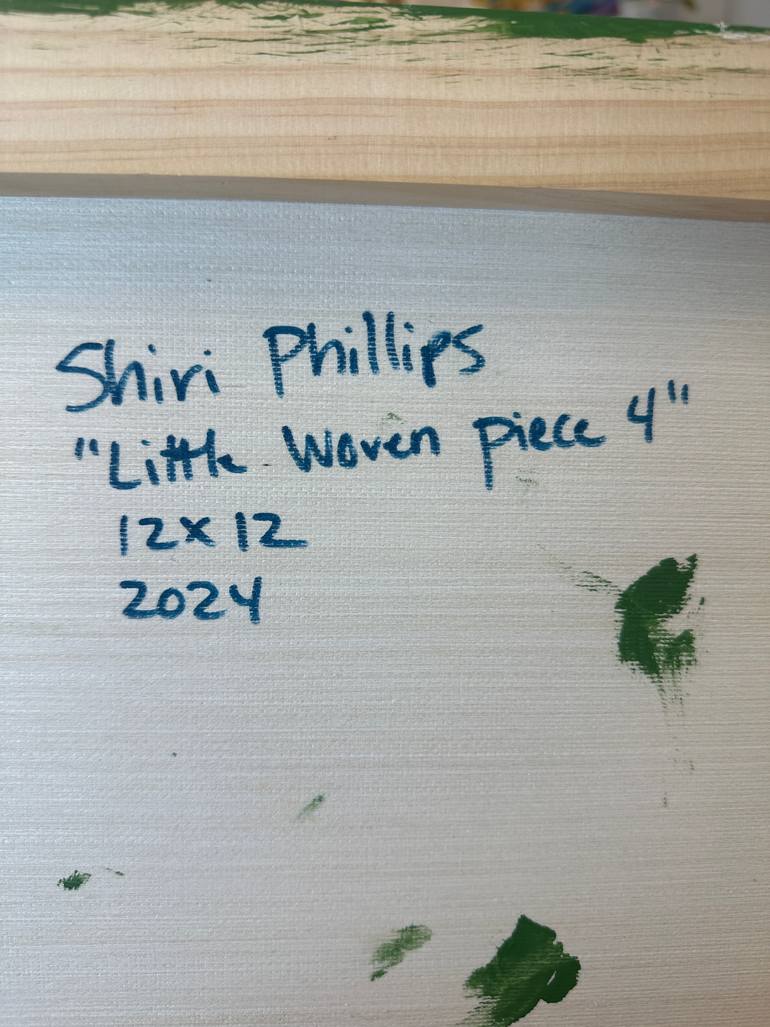 Shiri Phillips
"Little Woven piece 4"
12x12
2024